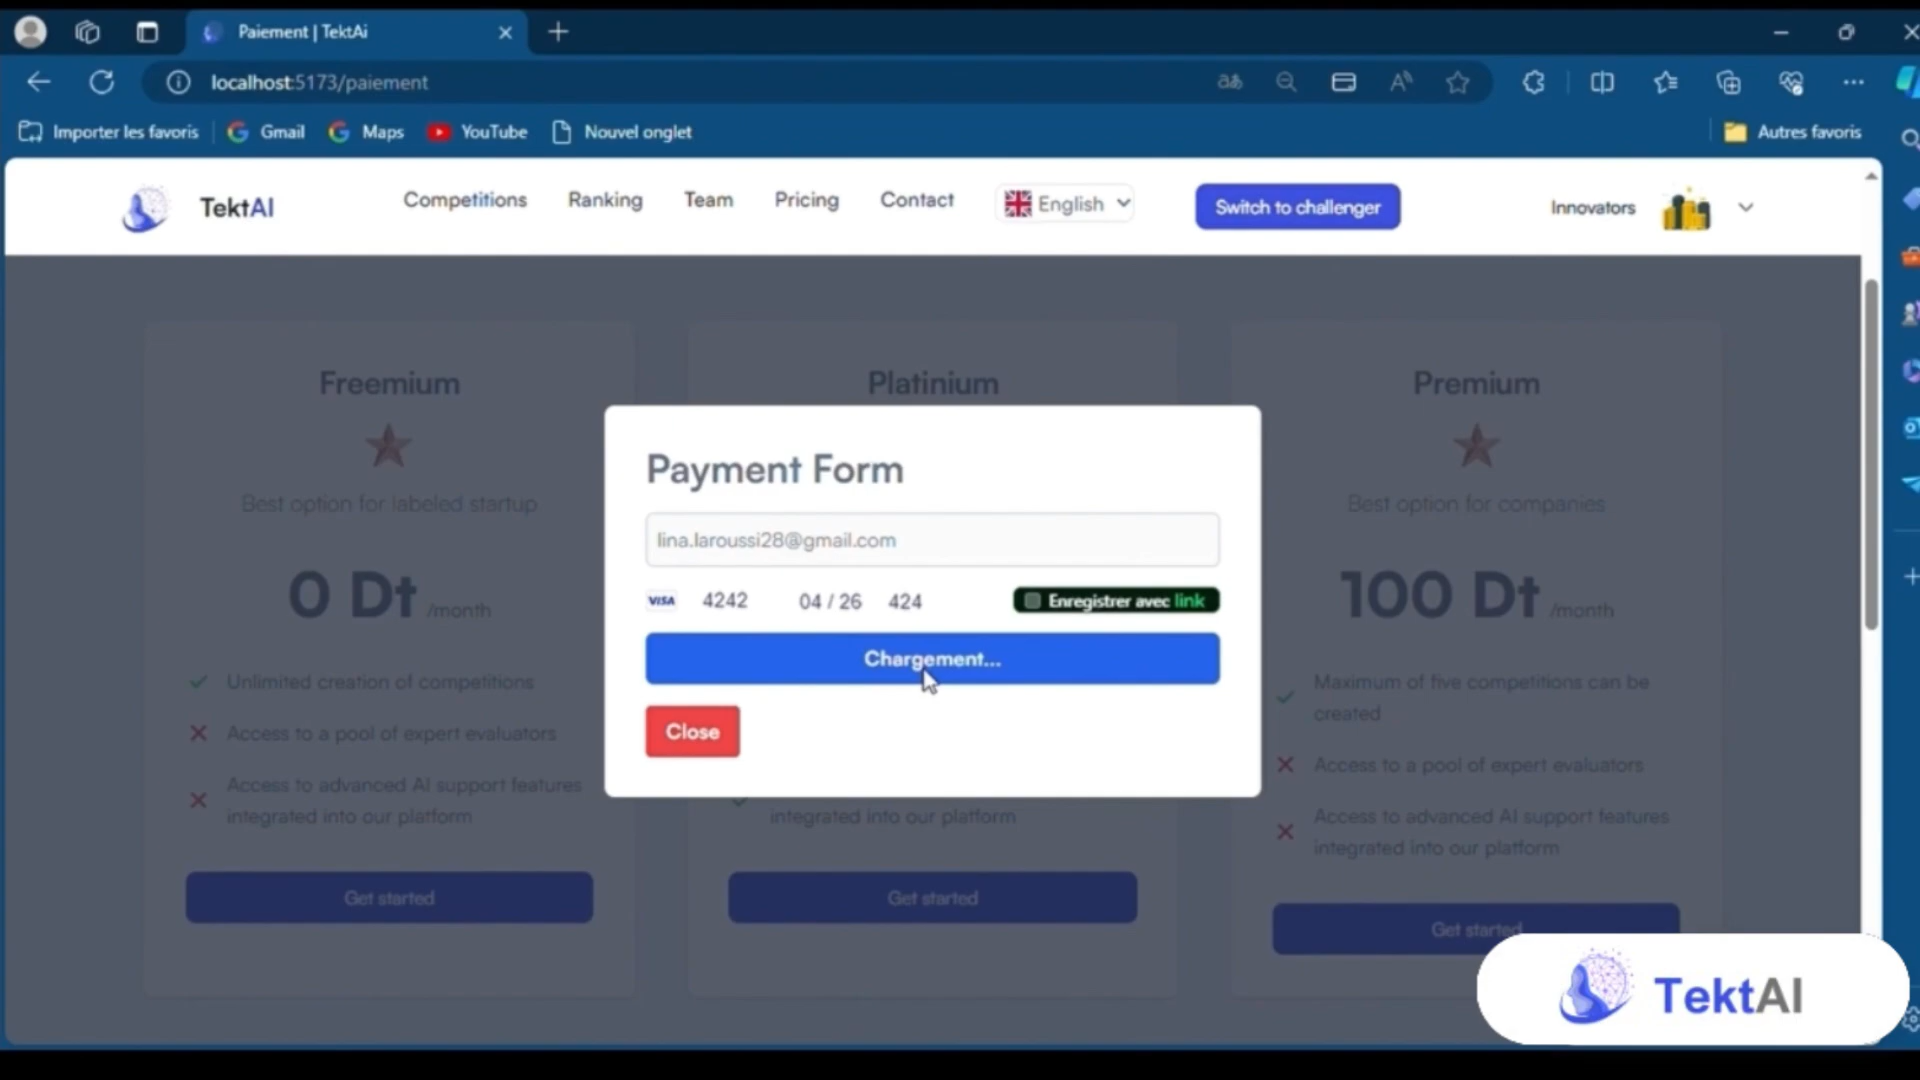 Paiement | TektAi
localhost:5173/paiement
Importer les favoris
Gmail
Maps
YouTube
Nouvel onglet
Autres favoris
TektAI
Competitions
Ranking
Team
Pricing
Contact
English
Switch to challenger
Innovators
Freemium
Best option for labeled startup
0 Dt /month
Unlimited creation of competitions
Access to a pool of expert evaluators
Access to advanced AI support features
integrated into our platform
Get started
Platinium
integrated into our platform
Get started
Payment Form
lina.laroussi28@gmail.com
VISA 4242 04 / 26 424
Enregistrer avec link
Chargement...
Close
Premium
Best option for companies
100 Dt /month
Maximum of five competitions can be
created
Access to a pool of expert evaluators
Access to advanced AI support features
integrated into our platform
Get started
TektAI